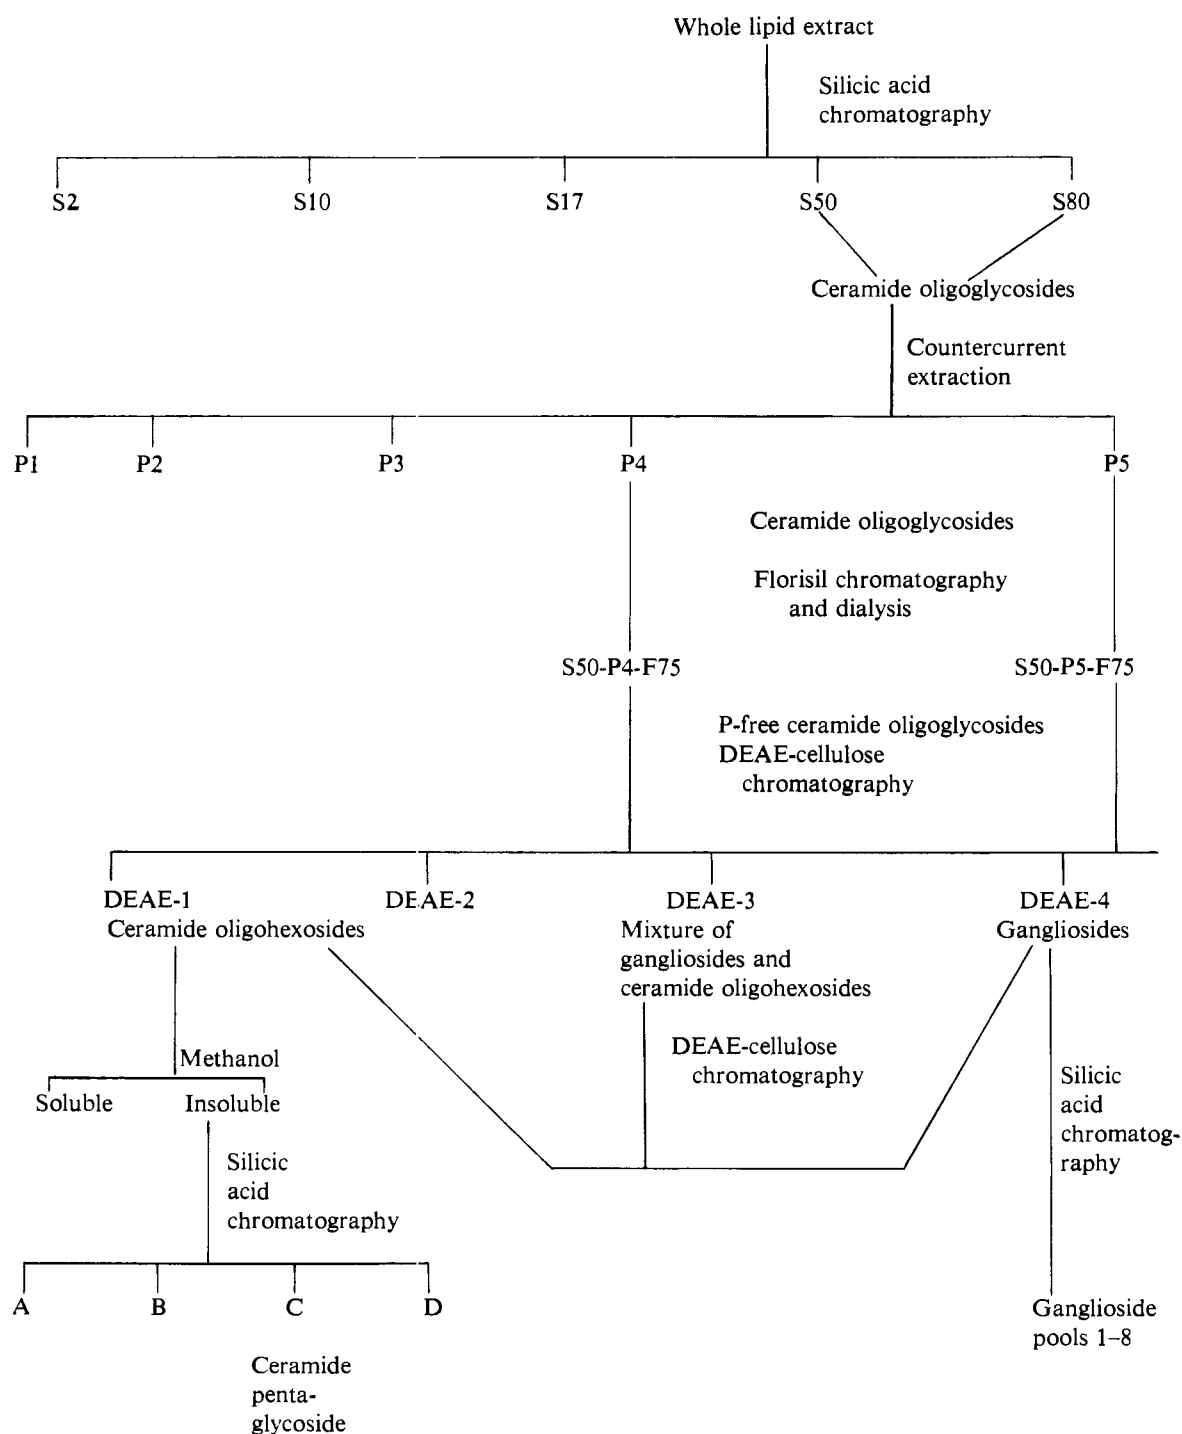 Whole lipid extract
Silicic acid
chromatography
S2 S10 S17 S50 S80
Ceramide oligoglycosides
Countercurrent
extraction
P1 P2 P3 P4 P5
Ceramide oligoglycosides
Florisil chromatography
and dialysis
S50-P4-F75 S50-P5-F75
P-free ceramide oligoglycosides
DEAE-cellulose
chromatography
DEAE-1 DEAE-2 DEAE-3 DEAE-4
Ceramide oligohexosides
Mixture of
gangliosides and
ceramide oligohexosides
Gangliosides
Methanol
Soluble Insoluble
DEAE-cellulose
chromatography
Silicic
acid
chromatog-
raphy
Silicic
acid
chromatography
A B C D
Ganglioside
pools 1–8
Ceramide
penta-
glycoside